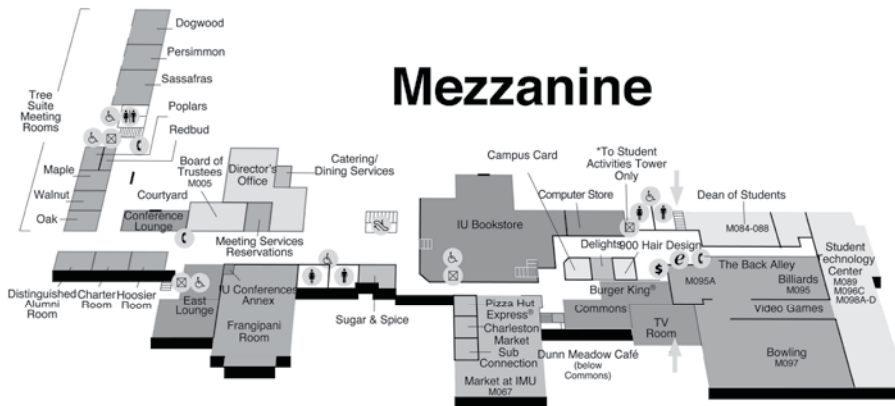 Mezzanine
Dogwood
Persimmon
Sassafras
Tree
Suite
Meeting
Rooms
Poplars
Redbud
Maple
Walnut
Oak
Board of
Trustees
M005
Courtyard
Conference
Lounge
Director's
Office
Catering/
Dining Services
Meeting Services
Reservations
Distinguished
Alumni
Room
Charter
Room
Hoosier
Room
East
Lounge
IU Conferences
Annex
Frangipani
Room
Sugar & Spice
IU Bookstore
Campus Card
Computer Store
*To Student
Activities Tower
Only
Dean of Students
M084-088
Delights
900 Hair Design
$
e
M095A
The Back Alley
Billiards
M095
Video Games
Student
Technology
Center
M089
M096C
M098A-D
Burger King®
Commons
TV
Room
Bowling
M097
Pizza Hut
Express®
Charleston
Market
Sub
Connection
Market at IMU
M067
Dunn Meadow Café
(below
Commons)